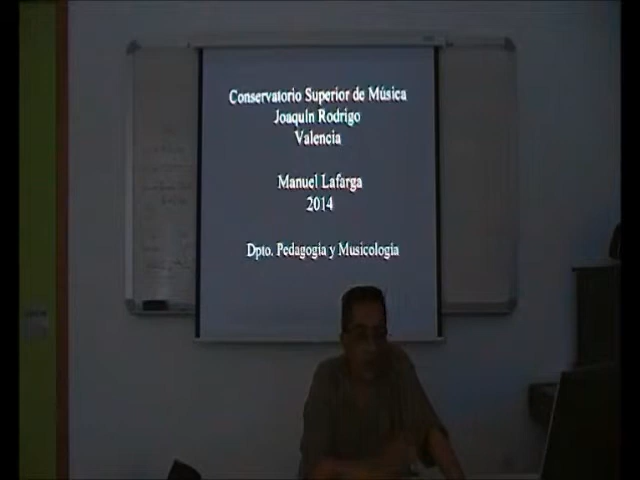 Conservatorio Superior de Música
Joaquín Rodrigo
Valencia
Manuel Lafarga
2014
Dpto. Pedagogía y Musicología